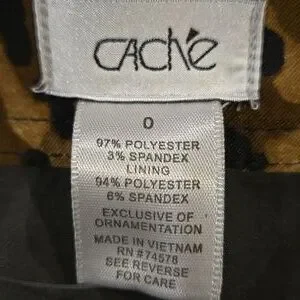 caché
0
97% POLYESTER
3% SPANDEX
LINING
94% POLYESTER
6% SPANDEX
EXCLUSIVE OF
ORNAMENTATION
MADE IN VIETNAM
RN #74578
SEE REVERSE
FOR CARE